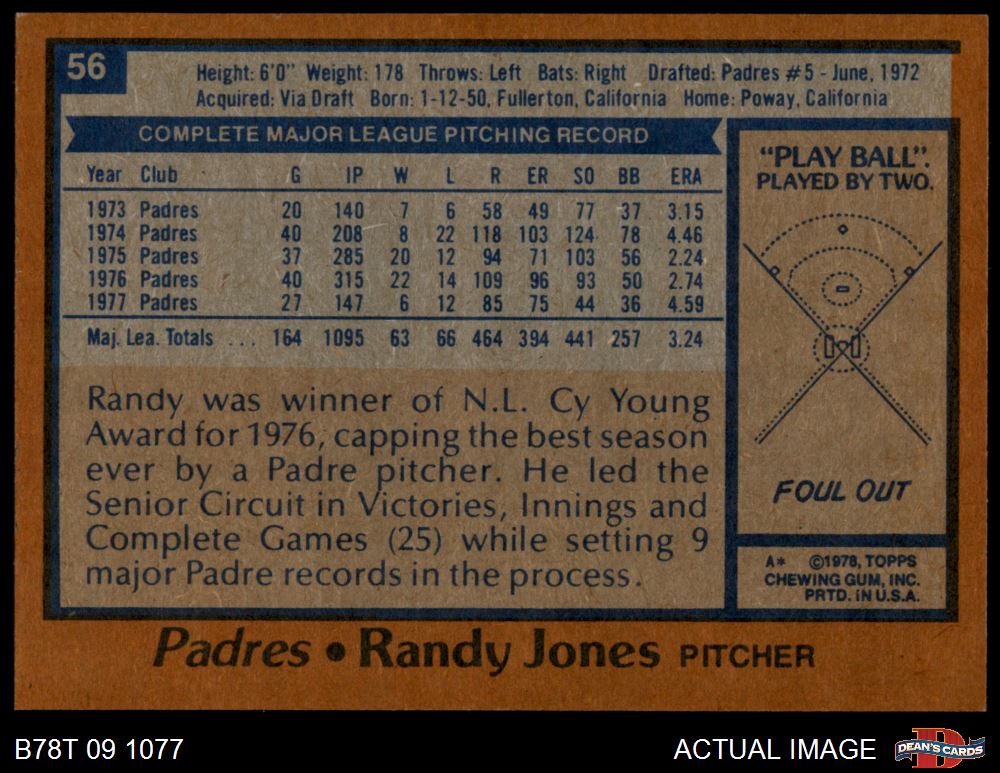 56
Height: 6'0" Weight: 178 Throws: Left Bats: Right Drafted: Padres #5 - June, 1972
Acquired: Via Draft Born: 1-12-50, Fullerton, California Home: Poway, California
COMPLETE MAJOR LEAGUE PITCHING RECORD
Year Club G IP W L R ER SO BB ERA
1973 Padres 20 140 7 6 58 49 77 37 3.15
1974 Padres 40 208 8 22 118 103 124 78 4.46
1975 Padres 37 285 20 12 94 71 103 56 2.24
1976 Padres 40 315 22 14 109 96 93 50 2.74
1977 Padres 27 147 6 12 85 75 44 36 4.59
Maj. Lea. Totals ... 164 1095 63 66 464 394 441 257 3.24
Randy was winner of N.L. Cy Young
Award for 1976, capping the best season
ever by a Padre pitcher. He led the
Senior Circuit in Victories, Innings and
Complete Games (25) while setting 9
major Padre records in the process.
"PLAY BALL".
PLAYED BY TWO.
FOUL OUT
A* ©1978, TOPPS
CHEWING GUM, INC.
PRTD. IN U.S.A.
Padres • Randy Jones PITCHER
B78T 09 1077
ACTUAL IMAGE
D
DEAN'S CARDS